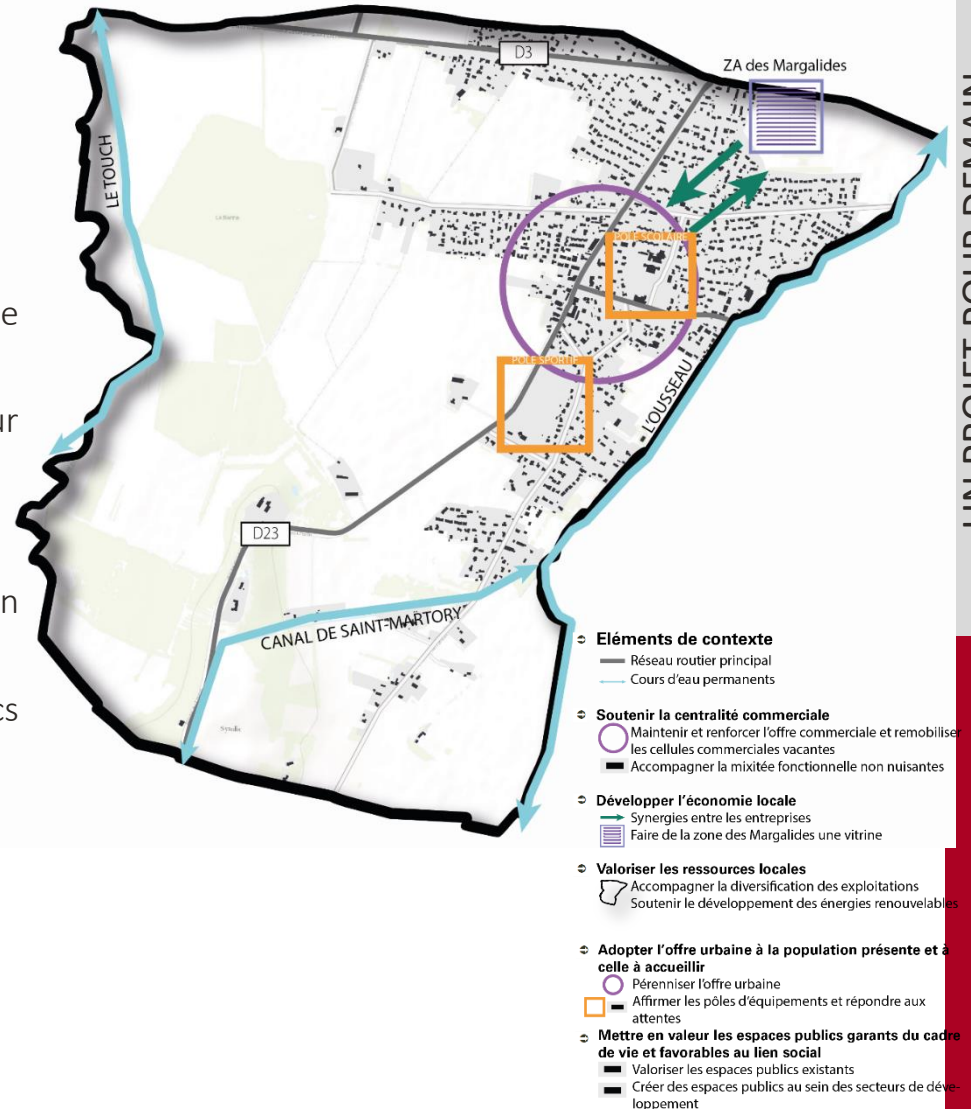 D3
ZA des Margalides
LE TOUCH
PÔLE SCOLAIRE
PÔLE SPORTIF
L'OUSSEAU
D23
CANAL DE SAINT-MARTORY
e
ur
n
cs
UN PROJET POUR DEMAIN
Eléments de contexte
Réseau routier principal
Cours d'eau permanents
Soutenir la centralité commerciale
Maintenir et renforcer l'offre commerciale et remobiliser
les cellules commerciales vacantes
Accompagner la mixitée fonctionnelle non nuisantes
Développer l'économie locale
Synergies entre les entreprises
Faire de la zone des Margalides une vitrine
Valoriser les ressources locales
Accompagner la diversification des exploitations
Soutenir le développement des énergies renouvelables
Adopter l'offre urbaine à la population présente et à
celle à accueillir
Pérenniser l'offre urbaine
Affirmer les pôles d'équipements et répondre aux
attentes
Mettre en valeur les espaces publics garants du cadre
de vie et favorables au lien social
Valoriser les espaces publics existants
Créer des espaces publics au sein des secteurs de déve-
loppement